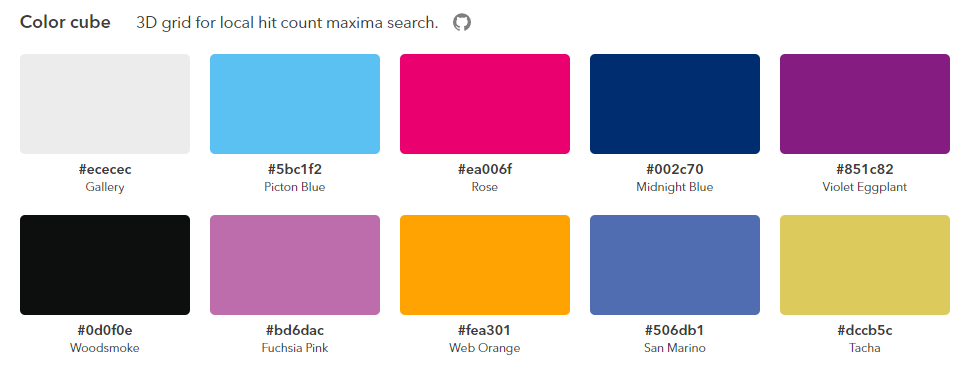 Color cube 3D grid for local hit count maxima search.
#ececec #5bc1f2 #ea006f #002c70 #851c82
Gallery Picton Blue Rose Midnight Blue Violet Eggplant
#0d0f0e #bd6dac #fea301 #506db1 #dccb5c
Woodsmoke Fuchsia Pink Web Orange San Marino Tacha